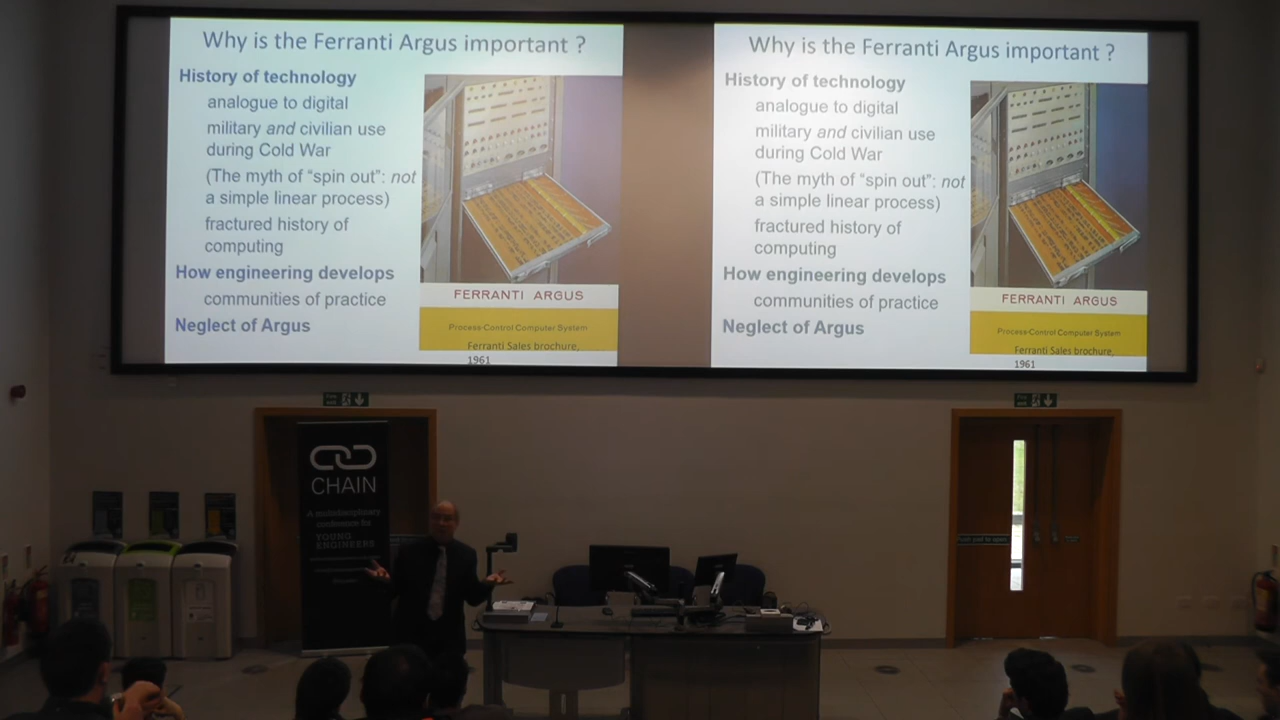 Why is the Ferranti Argus important ?
History of technology
analogue to digital
military and civilian use
during Cold War
(The myth of “spin out”: not
a simple linear process)
fractured history of
computing
How engineering develops
communities of practice
Neglect of Argus
FERRANTI ARGUS
Process-Control Computer System
Ferranti Sales brochure,
1961
Why is the Ferranti Argus important ?
History of technology
analogue to digital
military and civilian use
during Cold War
(The myth of “spin out”: not
a simple linear process)
fractured history of
computing
How engineering develops
communities of practice
Neglect of Argus
FERRANTI ARGUS
Process-Control Computer System
Ferranti Sales brochure,
1961
CHAIN
A multidisciplinary
conference for
YOUNG
ENGINEERS